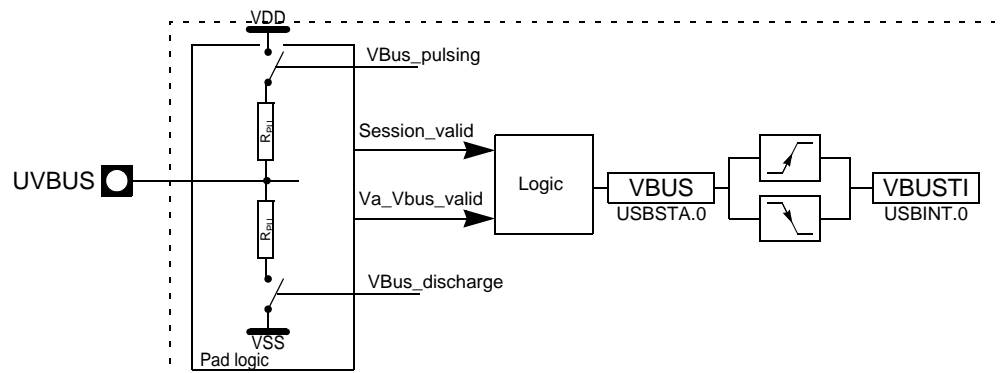 VDD
VBus_pulsing
RPU
Session_valid
UVBUS
Logic
VBUS
VBUSTI
USBSTA.0
USBINT.0
Va_Vbus_valid
RPU
VBus_discharge
VSS
Pad logic